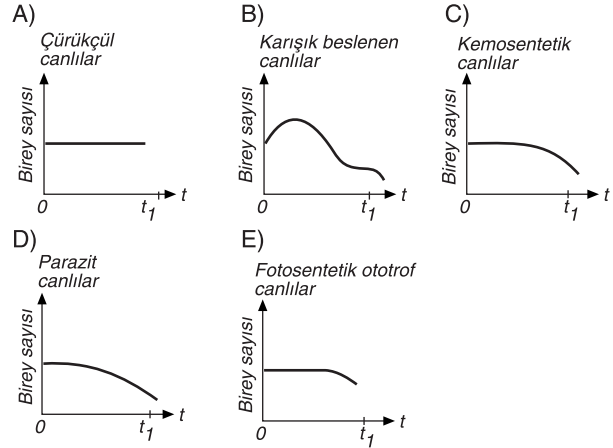 A)
Çürükçül
canlılar
Birey sayısı
0
t1
t
B)
Karışık beslenen
canlılar
Birey sayısı
0
t1
t
C)
Kemosentetik
canlılar
Birey sayısı
0
t1
t
D)
Parazit
canlılar
Birey sayısı
0
t1
t
E)
Fotosentetik ototrof
canlılar
Birey sayısı
0
t1
t